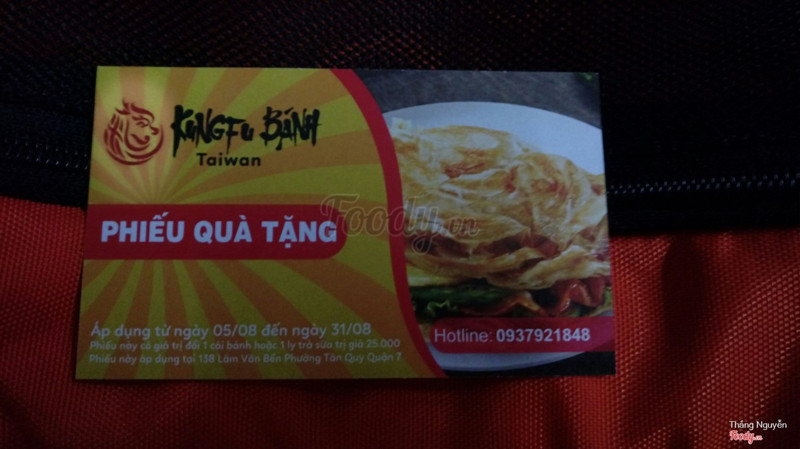 KUNGFU BÁNH
Taiwan
PHIẾU QUÀ TẶNG
Foody.vn
Áp dụng từ ngày 05/08 đến ngày 31/08
Phiếu này có giá trị đổi 1 cái bánh hoặc 1 ly trà sữa trị giá 25.000
Phiếu này áp dụng tại 13B Lâm Văn Bền Phường Tân Quy Quận 7
Hotline: 0937921848
Thắng Nguyễn
Foody.vn